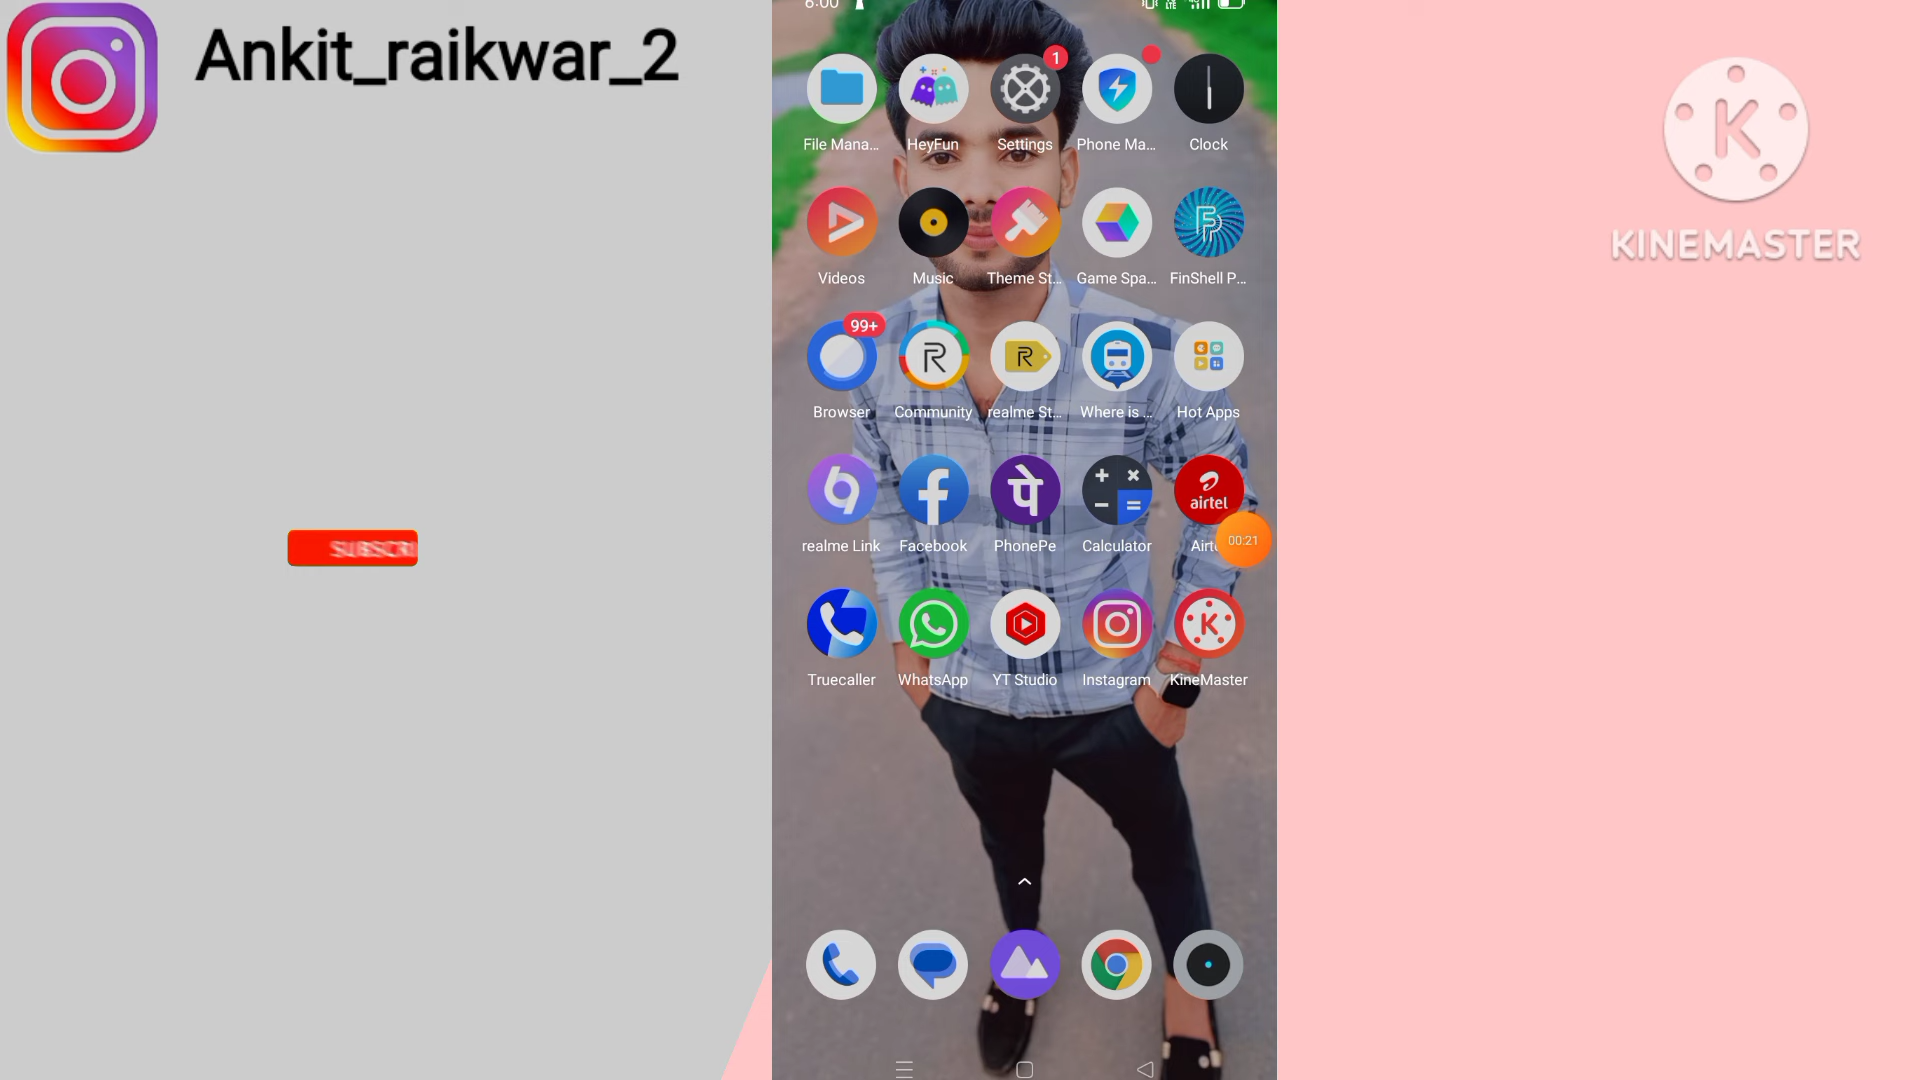 Ankit_raikwar_2
6:00
1
File Mana...
HeyFun
Settings
Phone Ma...
Clock
Videos
Music
Theme St...
Game Spa...
FinShell P...
99+
Browser
Community
realme St...
Where is ...
Hot Apps
पे
airtel
realme Link
Facebook
PhonePe
Calculator
Airt
00:21
Truecaller
WhatsApp
YT Studio
Instagram
KineMaster
SUBSCRI
K
KINEMASTER